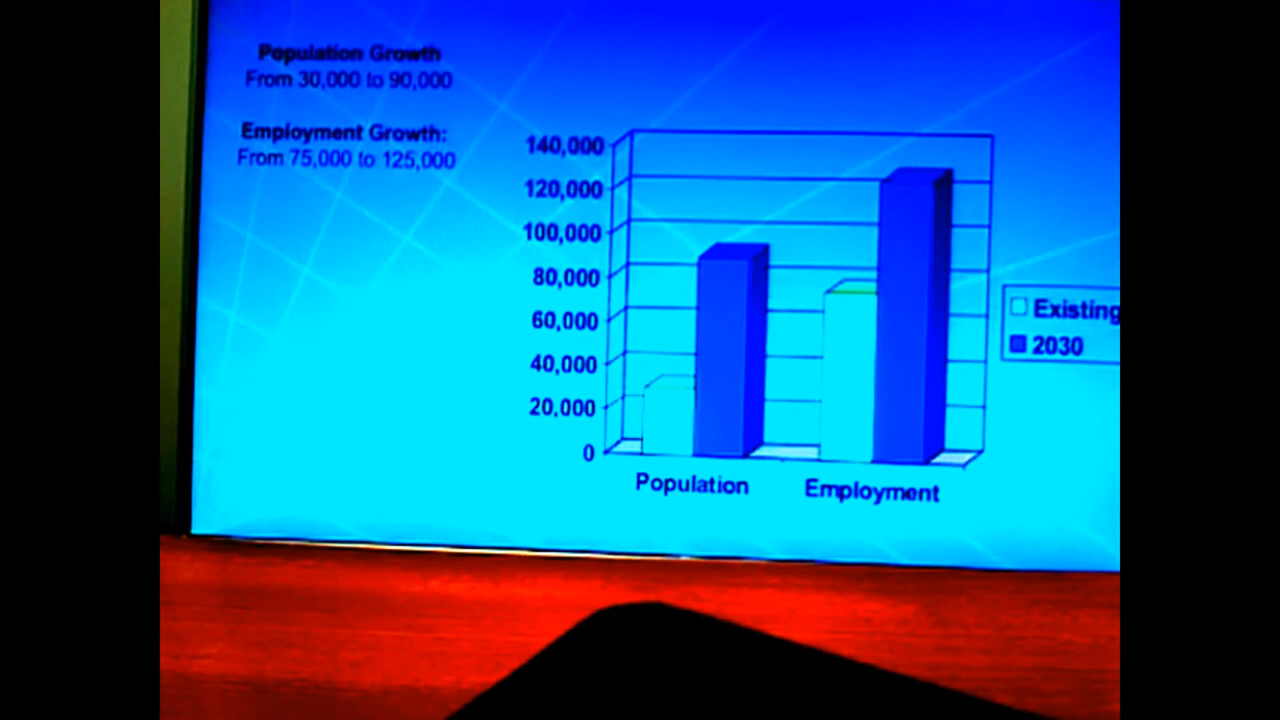 Population Growth
From 30,000 to 90,000
Employment Growth:
From 75,000 to 125,000
140,000
120,000
100,000
80,000
60,000
40,000
20,000
0
Population Employment
Existing
2030